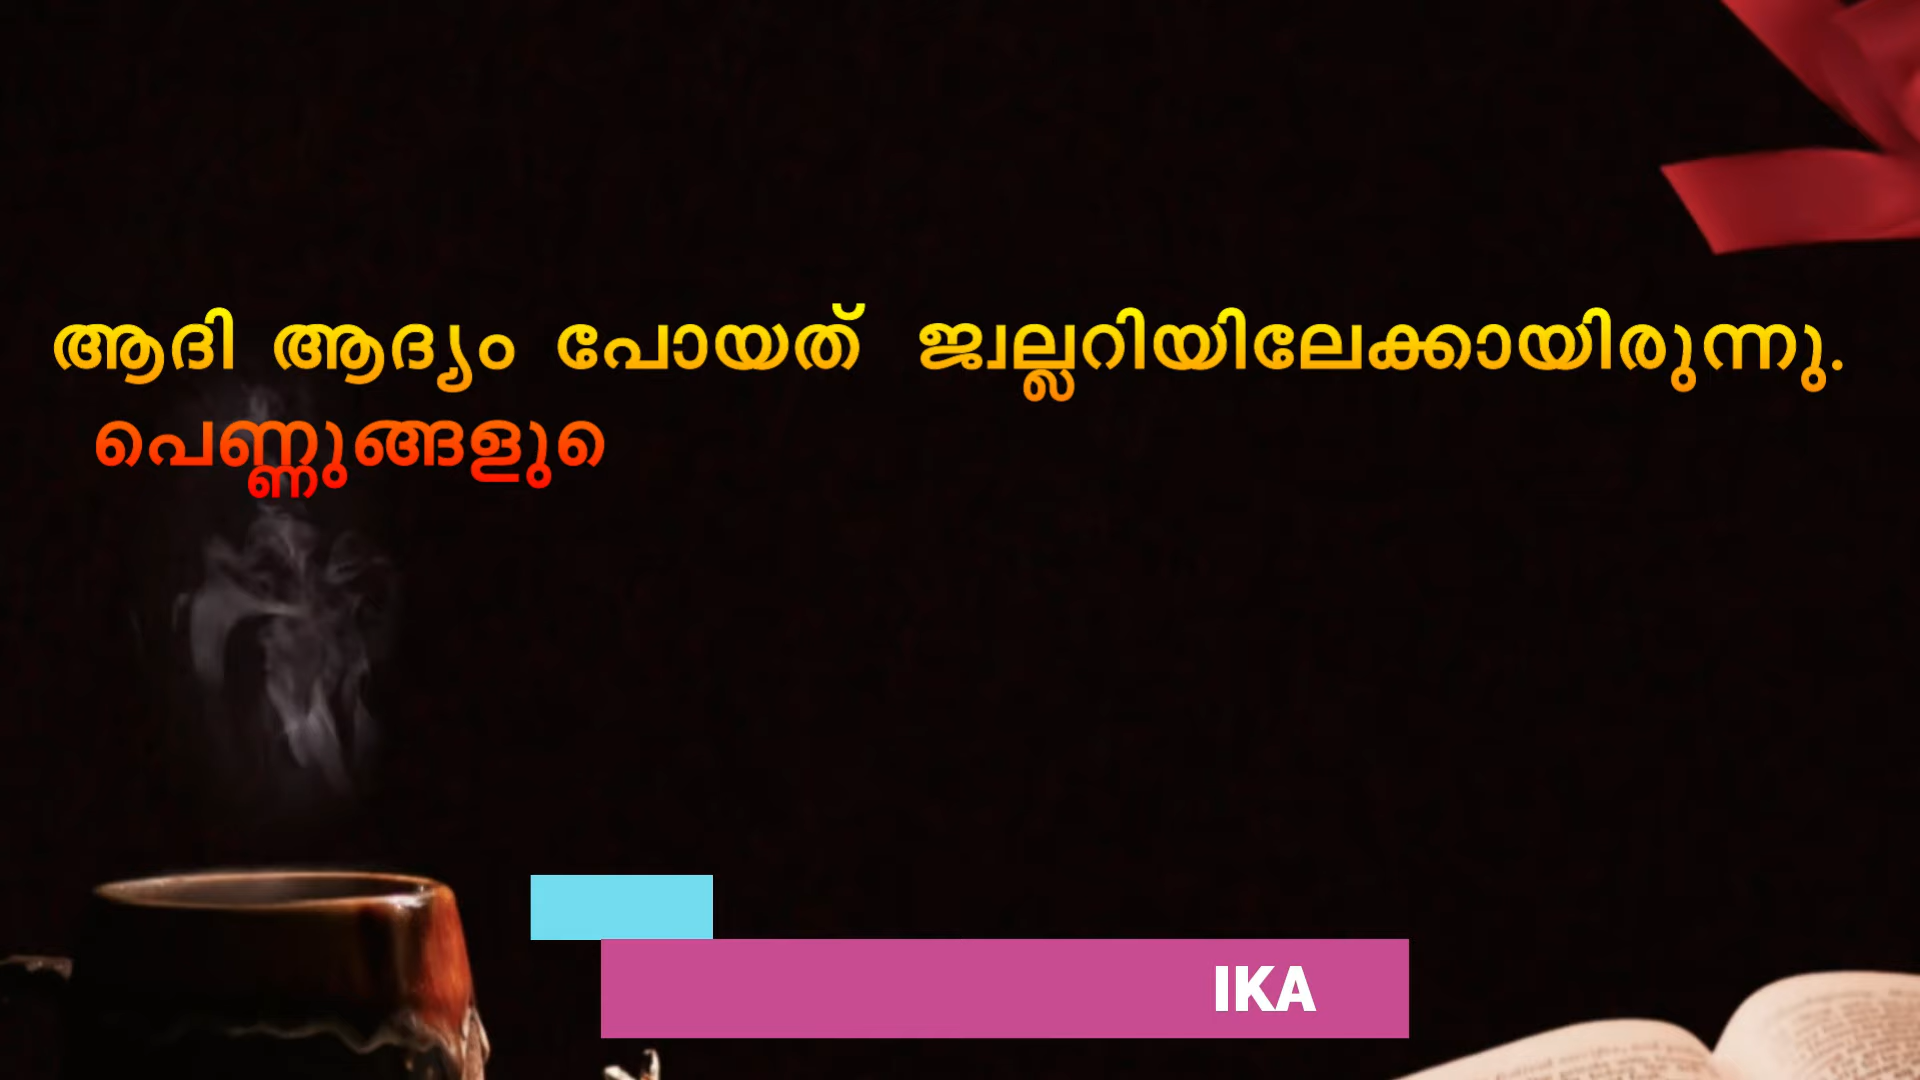 ആദി ആദ്യം പോയത് ജ്വല്ലറിയിലേക്കായിരുന്നു.
പെണ്ണുങ്ങളുടെ
IKA